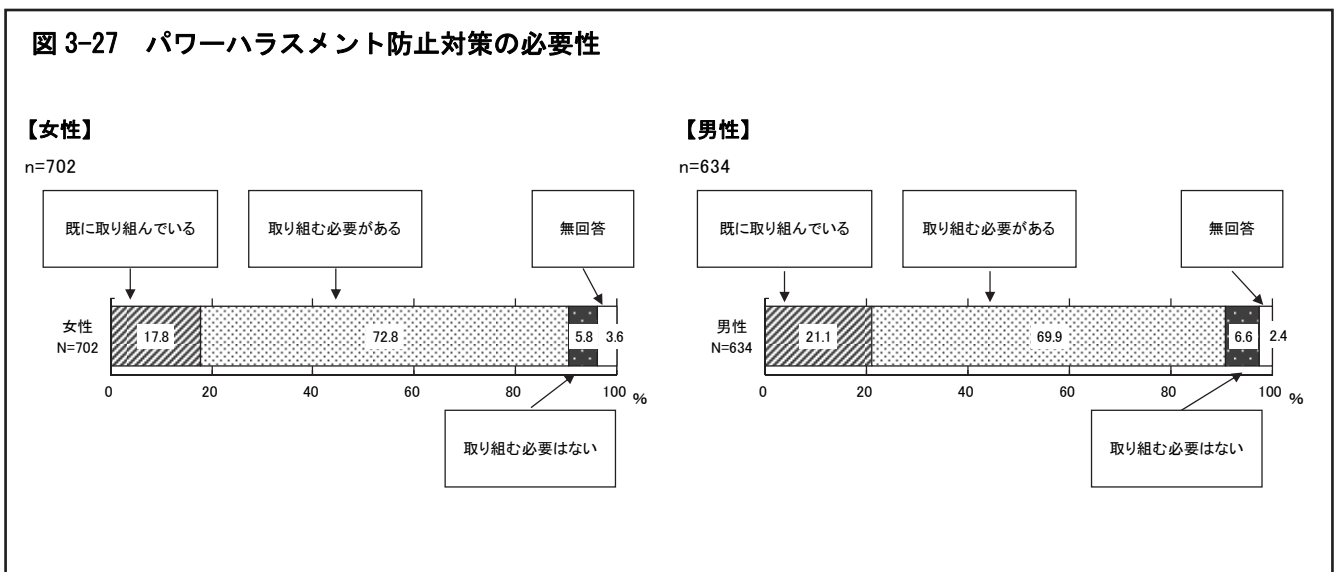 図 3-27　パワーハラスメント防止対策の必要性
【女性】
n=702
既に取り組んでいる
取り組む必要がある
無回答
女性
N=702
17.8
72.8
5.8
3.6
0
20
40
60
80
100
%
取り組む必要はない
【男性】
n=634
既に取り組んでいる
取り組む必要がある
無回答
男性
N=634
21.1
69.9
6.6
2.4
0
20
40
60
80
100
%
取り組む必要はない